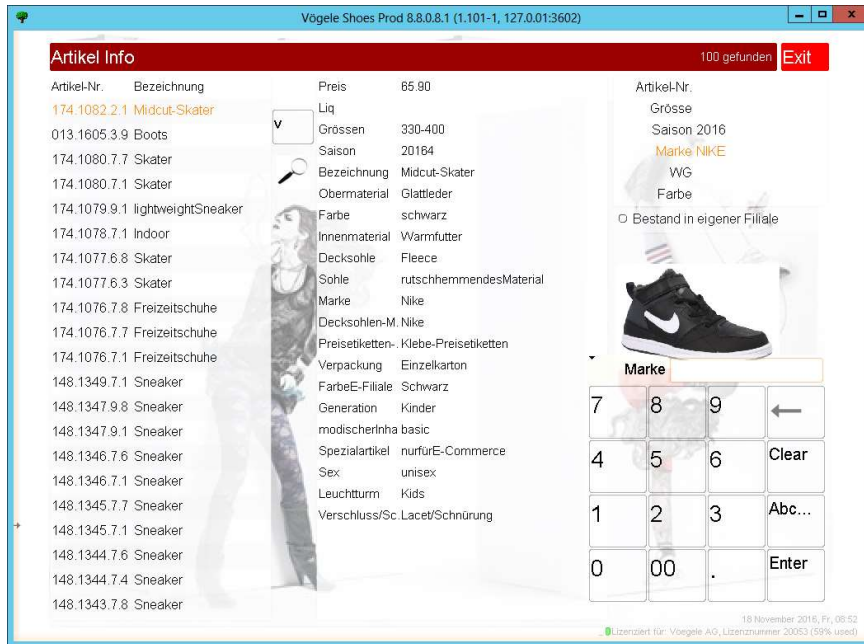 Vögele Shoes Prod 8.8.0.8.1 (1.101-1, 127.0.01:3602)
Artikel Info
100 gefunden
Exit
Artikel-Nr. Bezeichnung
174.1082.2.1 Midcut-Skater
013.1605.3.9 Boots
174.1080.7.7 Skater
174.1080.7.1 Skater
174.1079.9.1 lightweightSneaker
174.1078.7.1 Indoor
174.1077.6.8 Skater
174.1077.6.3 Skater
174.1076.7.8 Freizeitschuhe
174.1076.7.7 Freizeitschuhe
174.1076.7.1 Freizeitschuhe
148.1349.7.1 Sneaker
148.1347.9.8 Sneaker
148.1347.9.1 Sneaker
148.1346.7.6 Sneaker
148.1346.7.1 Sneaker
148.1345.7.7 Sneaker
148.1345.7.1 Sneaker
148.1344.7.6 Sneaker
148.1344.7.4 Sneaker
148.1343.7.8 Sneaker
v
Preis 65.90
Liq
Grössen 330-400
Saison 20164
Bezeichnung Midcut-Skater
Obermaterial Glattleder
Farbe schwarz
Innenmaterial Warmfutter
Decksohle Fleece
Sohle rutschhemmendesMaterial
Marke Nike
Decksohlen-M. Nike
Preisetiketten-. Klebe-Preisetiketten
Verpackung Einzelkarton
FarbeE-Filiale Schwarz
Generation Kinder
modischerInha basic
Spezialartikel nurfürE-Commerce
Sex unisex
Leuchtturm Kids
Verschluss/Sc. Lacet/Schnürung
Artikel-Nr.
Grösse
Saison 2016
Marke NIKE
WG
Farbe
Bestand in eigener Filiale
Marke
7 8 9 ←
4 5 6 Clear
1 2 3 Abc...
0 00 . Enter
18 November 2016, Fr, 08:52
Lizenziert für: Voegele AG, Lizenznummer 20053 (59% used)